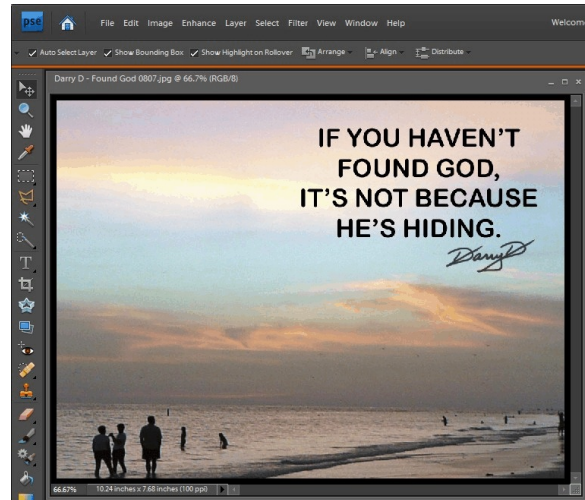 pse
File Edit Image Enhance Layer Select Filter View Window Help
Welcome
Auto Select Layer Show Bounding Box Show Highlight on Rollover Arrange Align Distribute
Darry D - Found God 0807.jpg @ 66.7% (RGB/8)
IF YOU HAVEN'T
FOUND GOD,
IT'S NOT BECAUSE
HE'S HIDING.
DarryD
T
66.67% 10.24 inches x 7.68 inches (100 ppi)